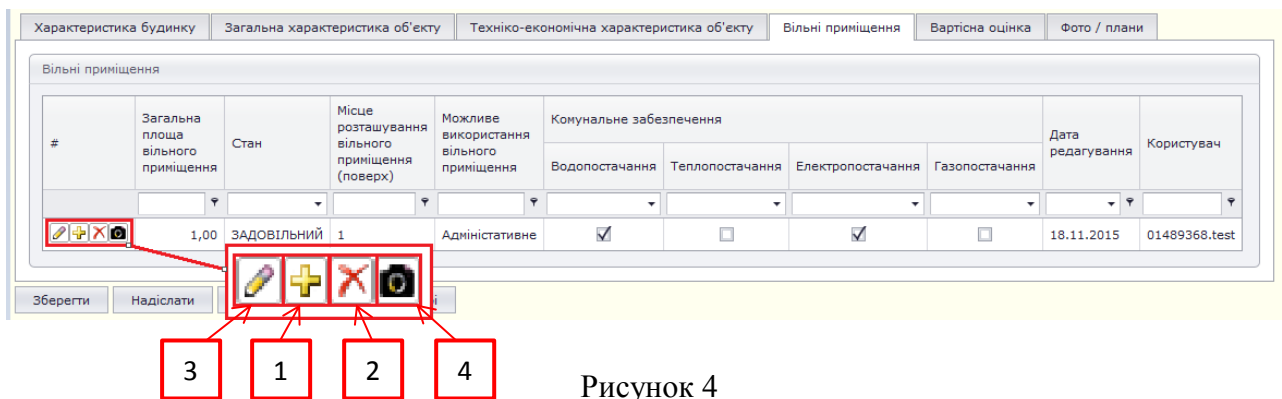 Характеристика будинку Загальна характеристика об'єкту Техніко-економічна характеристика об'єкту Вільні приміщення Вартісна оцінка Фото / плани
Вільні приміщення
#
Загальна
площа
вільного
приміщення
Стан
Місце
розташування
вільного
приміщення
(поверх)
Можливе
використання
вільного
приміщення
Комунальне забезпечення
Водопостачання Теплопостачання Електропостачання Газопостачання
Дата
редагування
Користувач
1,00 ЗАДОВІЛЬНИЙ 1 Адміністативне 18.11.2015 01489368.test
Зберегти Надіслати
3 1 2 4
Рисунок 4